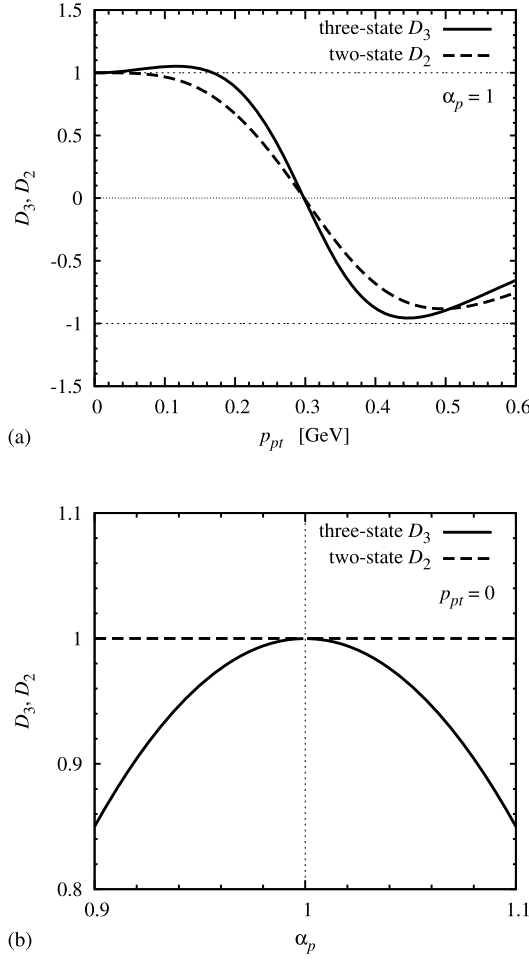 1.5
three-state D3
two-state D2
1
αp = 1
0.5
0
-0.5
-1
-1.5
D3, D2
0 0.1 0.2 0.3 0.4 0.5 0.6
(a) ppt [GeV]
1.1
three-state D3
two-state D2
ppt = 0
1
D3, D2
0.9
0.8
0.9 1 1.1
(b) αp